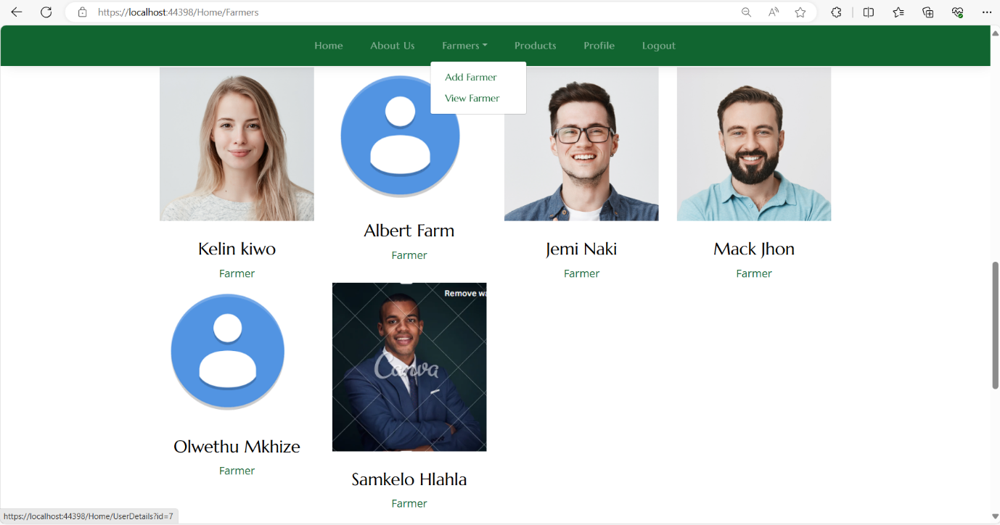 https://localhost:44398/Home/Farmers
Home About Us Farmers Products Profile Logout
Add Farmer
View Farmer
Kelin kiwo
Farmer
Albert Farm
Farmer
Jemi Naki
Farmer
Mack Jhon
Farmer
Remove wa
Canva
Olwethu Mkhize
Farmer
Samkelo Hlahla
Farmer
https://localhost:44398/Home/UserDetails?id=7